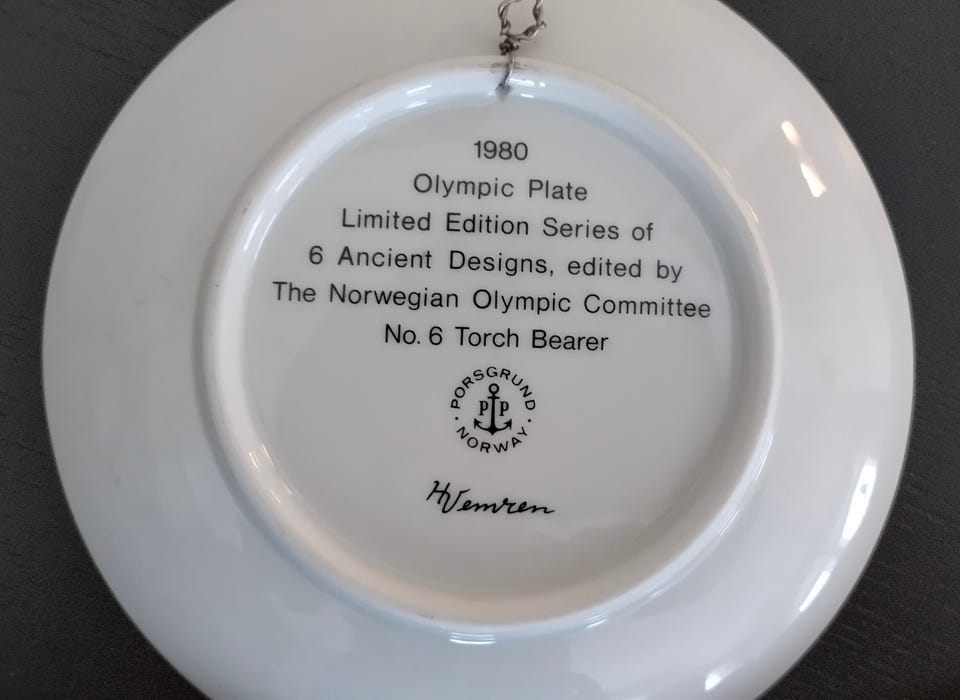 1980
Olympic Plate
Limited Edition Series of
6 Ancient Designs, edited by
The Norwegian Olympic Committee
No. 6 Torch Bearer
PORSGRUND
PP
NORWAY
HVemren